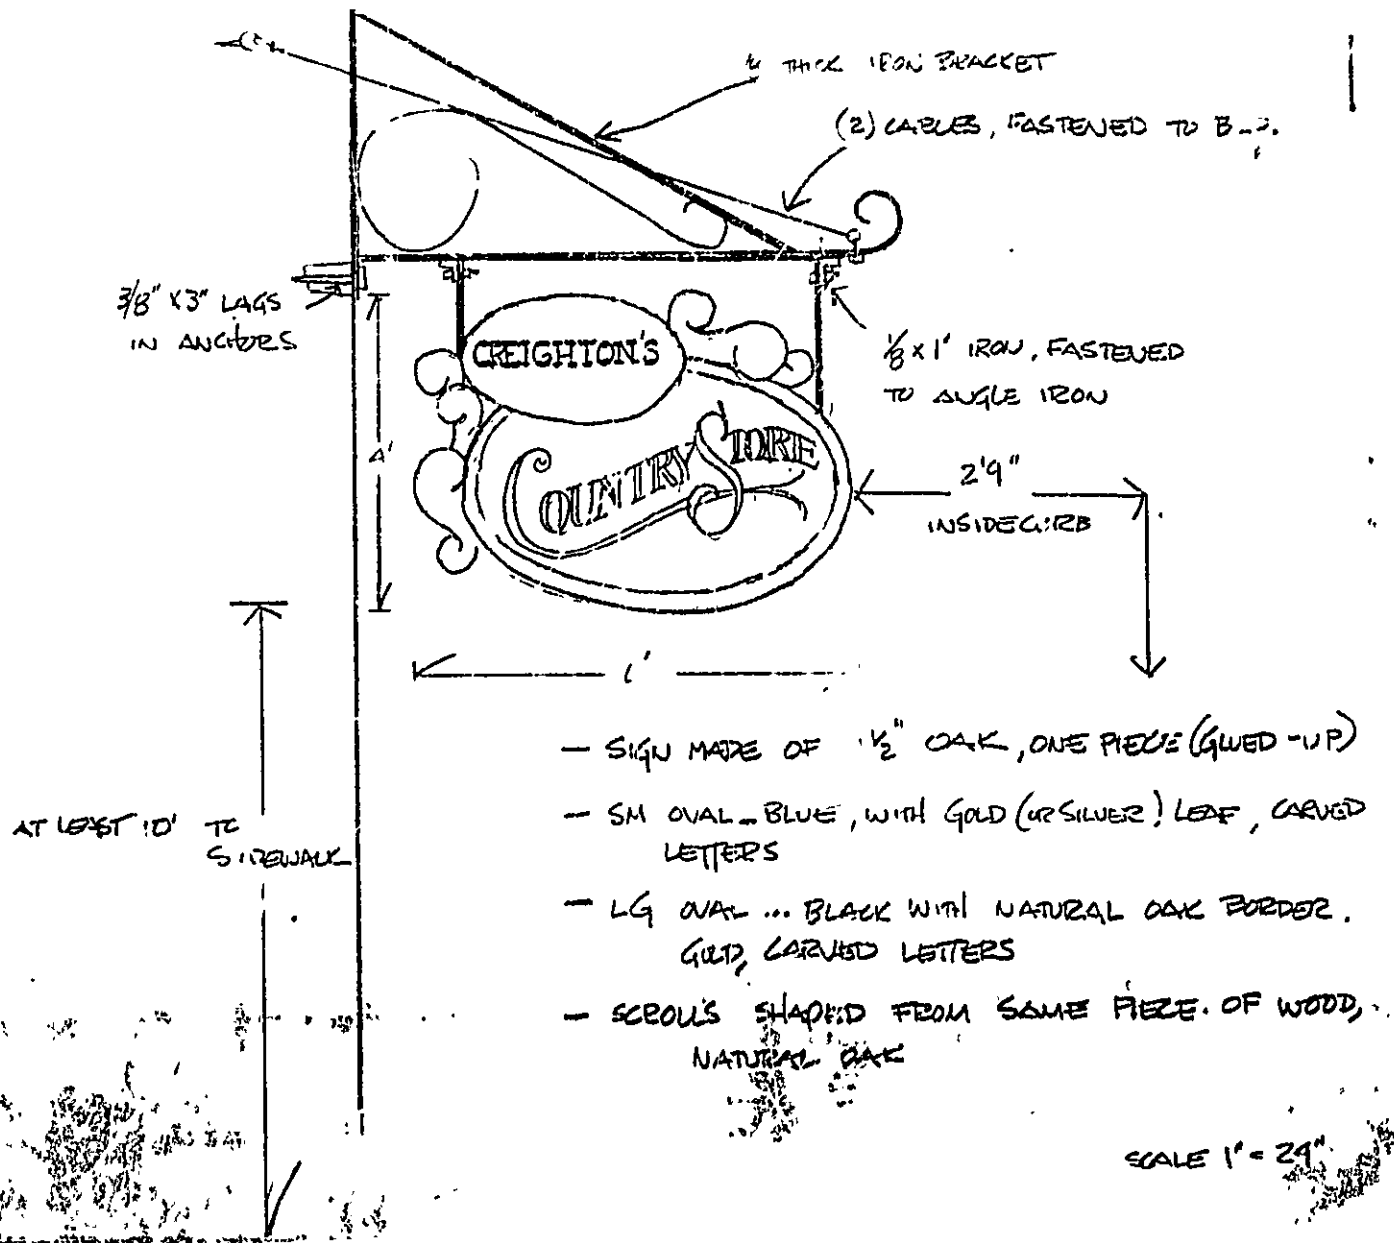 THICK IRON BRACKET
(2) CABLES, FASTENED TO
3/8" X 3" LAGS
IN ANCHORS
CREIGHTON'S
1/8 X 1" IRON, FASTENED
TO ANGLE IRON
4'
COUNTRY STORE
2'9"
INSIDE CURB
- SIGN MADE OF 1/2" OAK, ONE PIECE (GLUED-UP)
- SM OVAL - BLUE, WITH GOLD (OR SILVER!) LEAF, CARVED
LETTERS
AT LEAST 10' TO
SIDEWALK
- LG OVAL ... BLACK WITH NATURAL OAK BORDER.
GOLD, CARVED LETTERS
- SCROLLS SHAPED FROM SAME PIECE OF WOOD,
NATURAL OAK
SCALE 1" = 24"